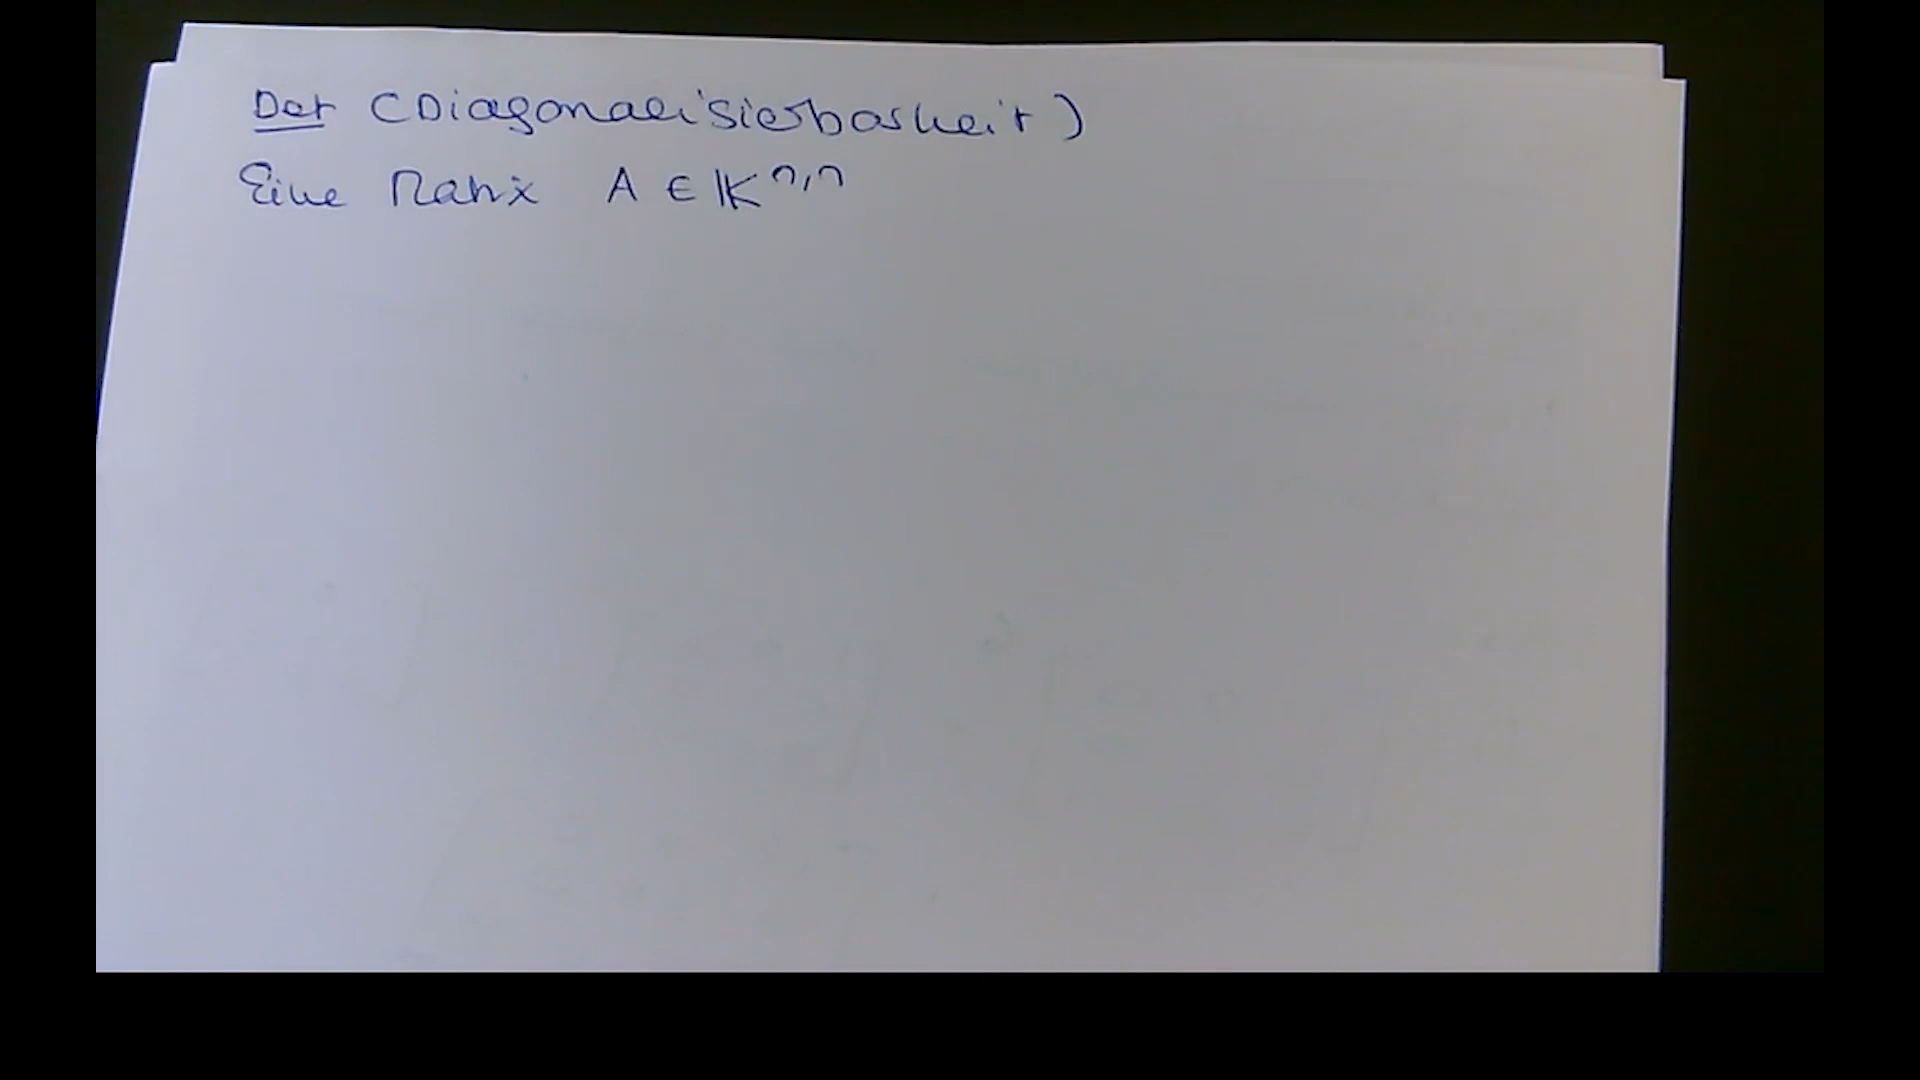 Def (Diagonalisierbarkeit)
Eine Matrix A ∈ 𝕂^{n,n}